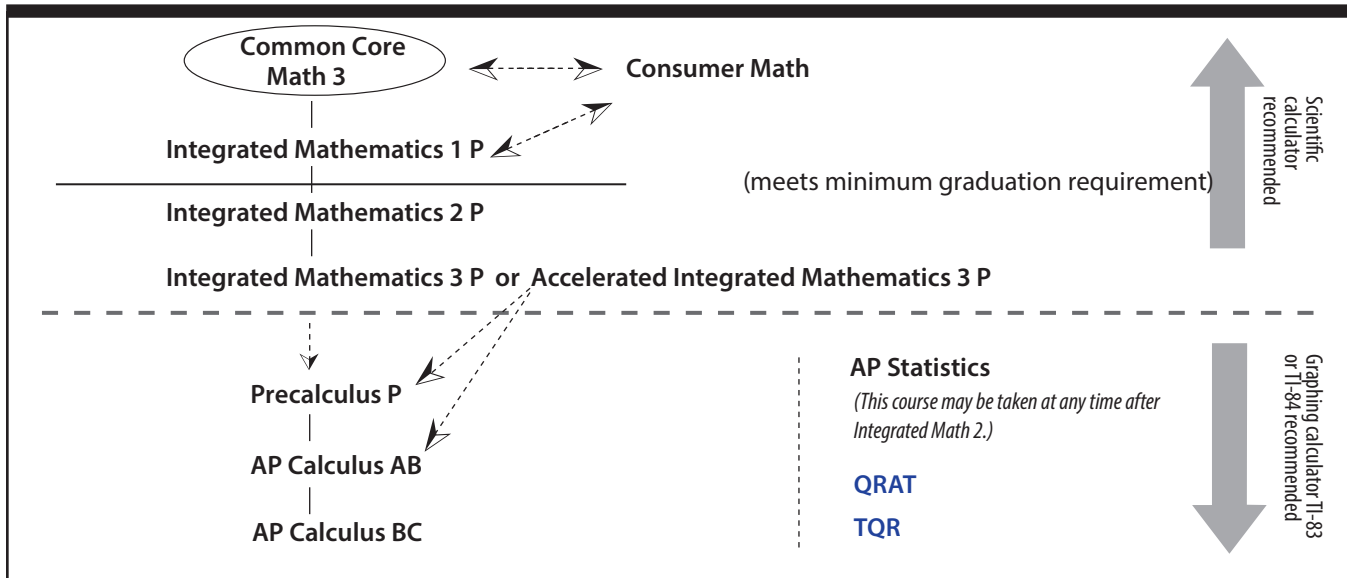 Common Core
Math 3
Consumer Math
Integrated Mathematics 1 P
(meets minimum graduation requirement)
Scientific
calculator
recommended
Integrated Mathematics 2 P
Integrated Mathematics 3 P or Accelerated Integrated Mathematics 3 P
Precalculus P
AP Calculus AB
AP Calculus BC
AP Statistics
(This course may be taken at any time after
Integrated Math 2.)
QRAT
TQR
Graphing calculator TI-83
or TI-84 recommended